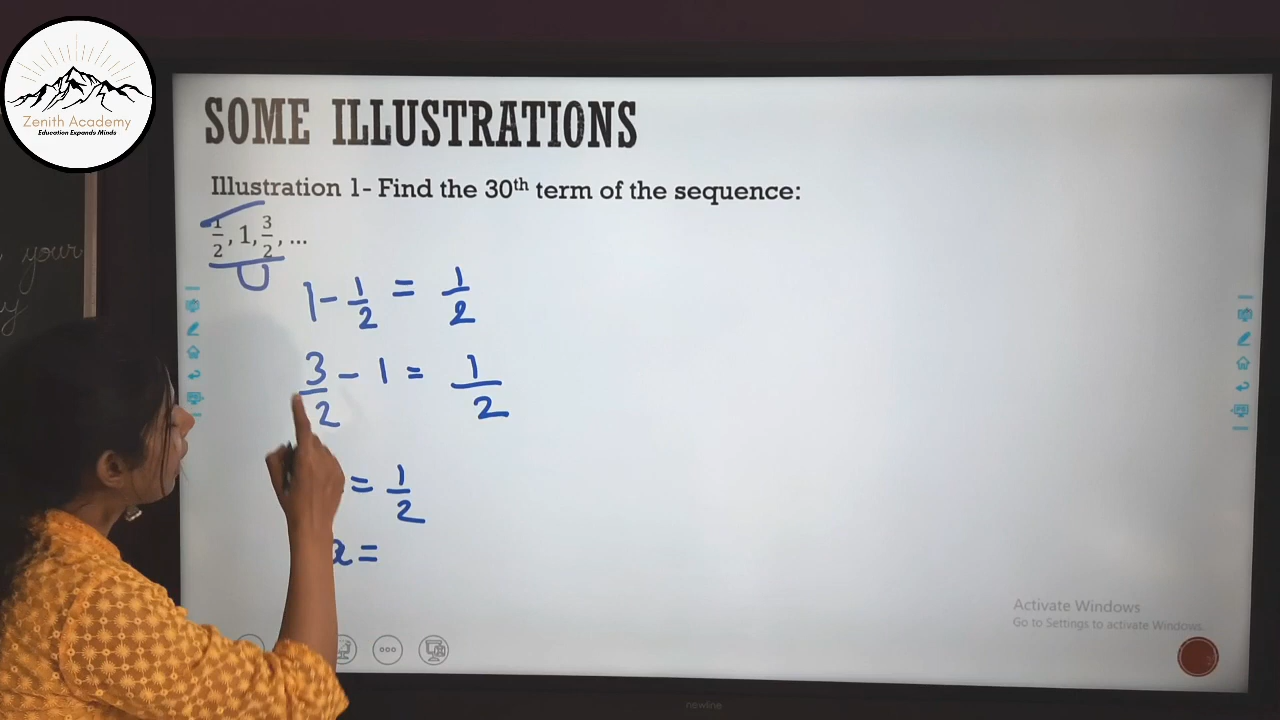 Zenith Academy
Education Expands Minds
SOME ILLUSTRATIONS
Illustration 1- Find the 30th term of the sequence:
1/2, 1, 3/2, ...
your
1 - 1/2 = 1/2
3/2 - 1 = 1/2
= 1/2
a =
Activate Windows
Go to Settings to activate Windows.
newline